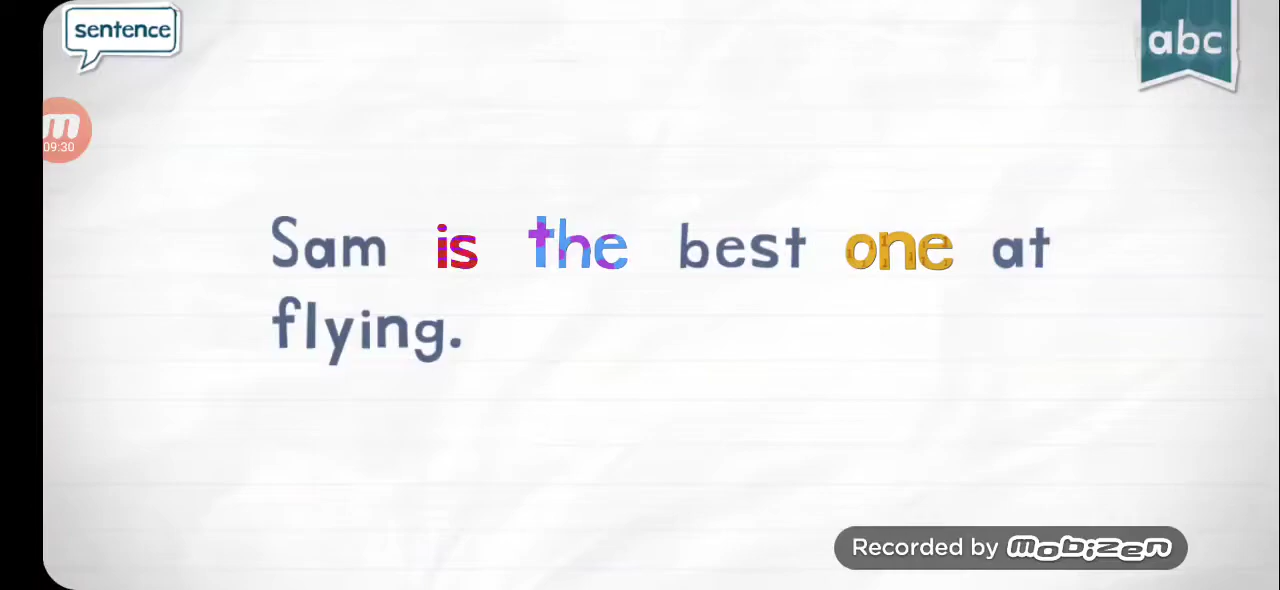 sentence
abc
m
09:30
Sam is the best one at
flying.
Recorded by mobizen